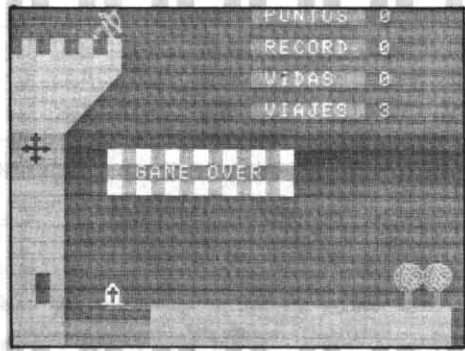 PUNTOS 0
RECORD- 0
VIDAS 0
VIAJES 3
GAME OVER